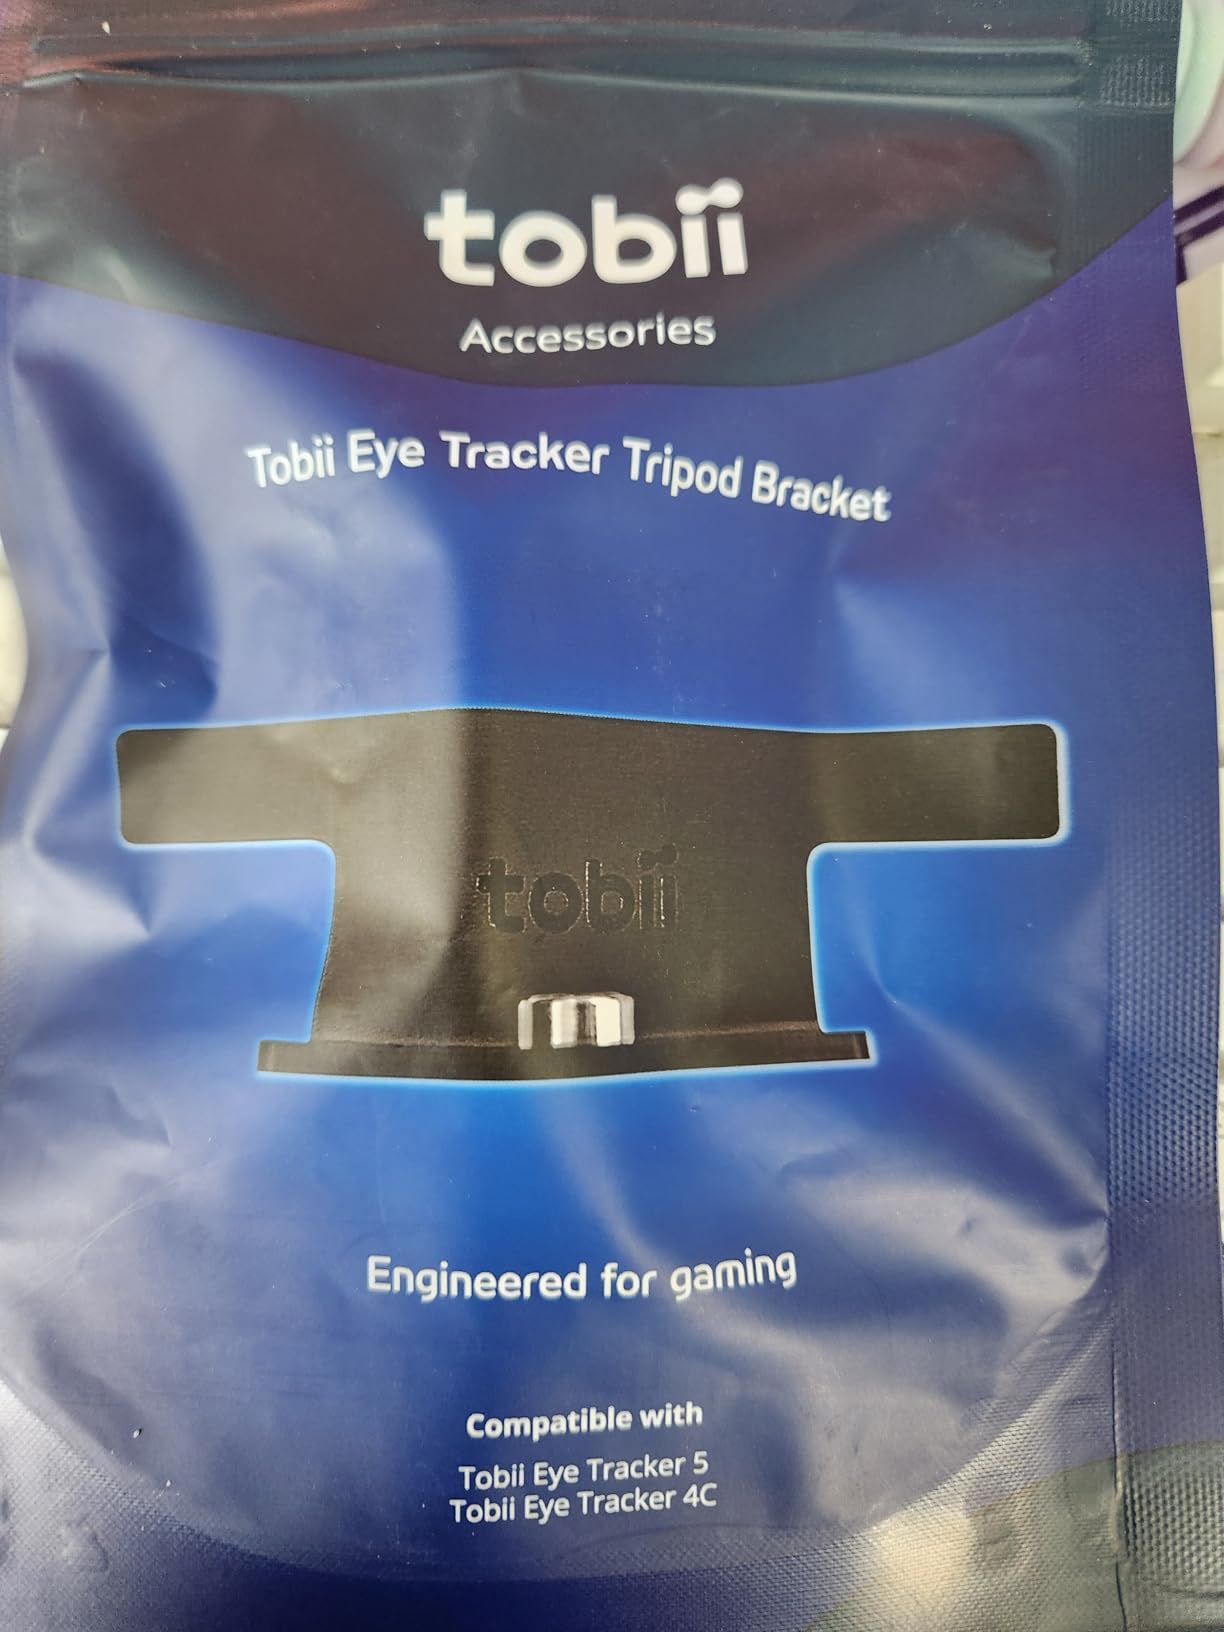 tobii
Accessories
Tobii Eye Tracker Tripod Bracket
tobii
Engineered for gaming
Compatible with
Tobii Eye Tracker 5
Tobii Eye Tracker 4C